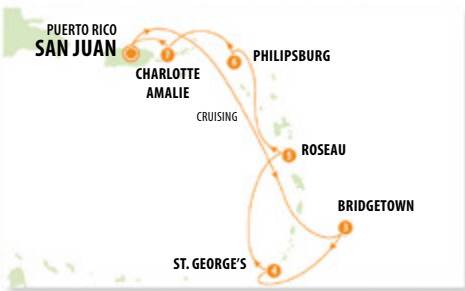 PUERTO RICO
SAN JUAN
CHARLOTTE
AMALIE
PHILIPSBURG
CRUISING
ROSEAU
BRIDGETOWN
ST. GEORGE'S